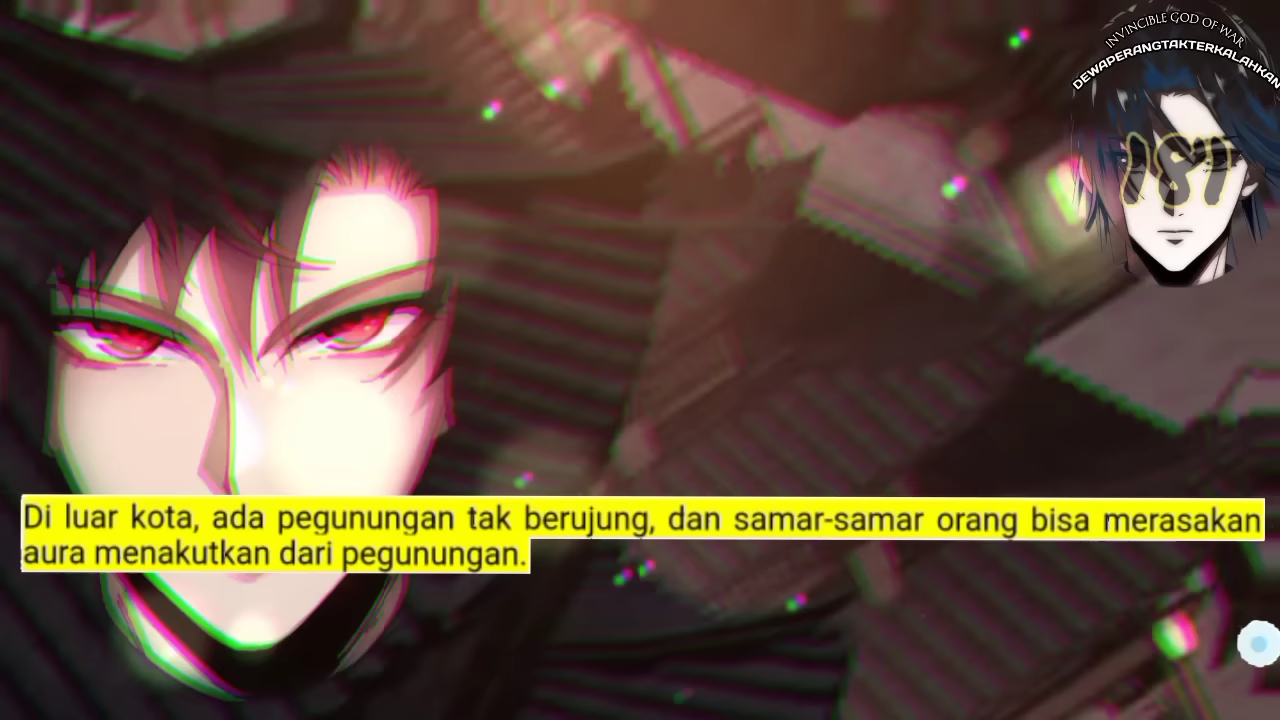 INVINCIBLE GOD OF WAR
DEWAPERANGTAKTERKALAHKAN
Di luar kota, ada pegunungan tak berujung, dan samar-samar orang bisa merasakan
aura menakutkan dari pegunungan.